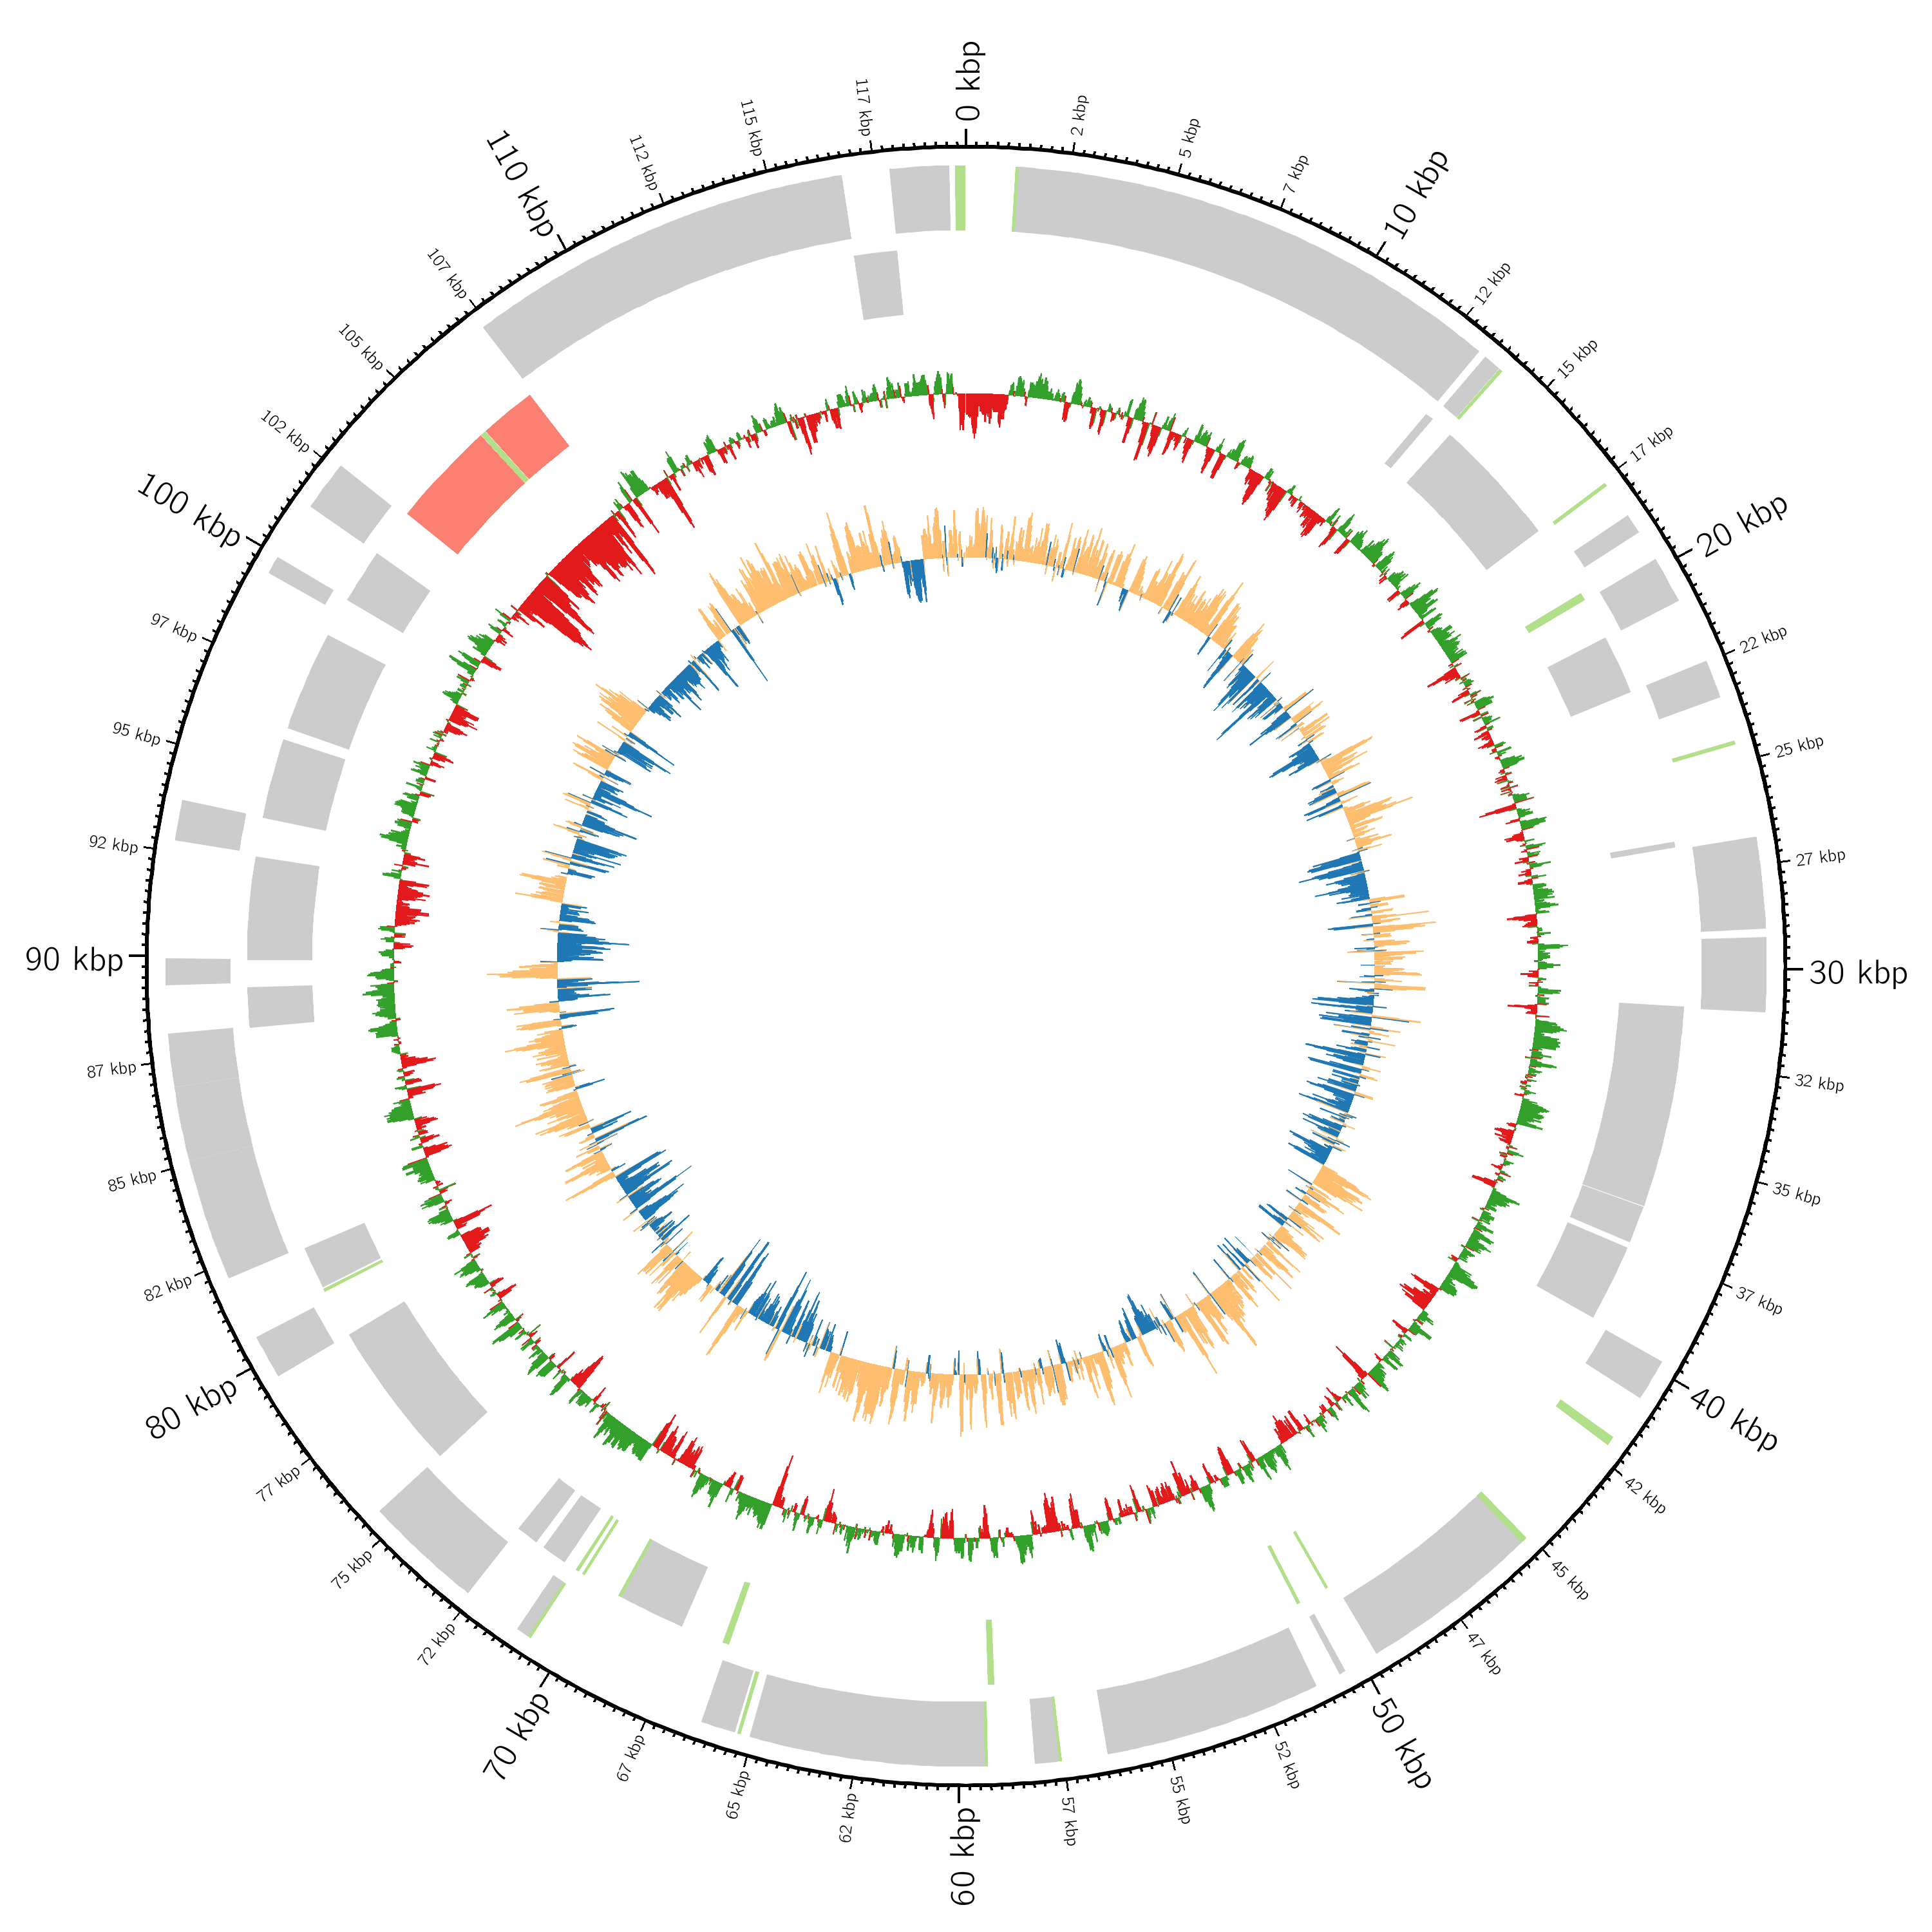 0 kbp
2 kbp
5 kbp
7 kbp
10 kbp
12 kbp
15 kbp
17 kbp
20 kbp
22 kbp
25 kbp
27 kbp
30 kbp
32 kbp
35 kbp
37 kbp
40 kbp
42 kbp
45 kbp
47 kbp
50 kbp
52 kbp
55 kbp
57 kbp
60 kbp
62 kbp
65 kbp
67 kbp
70 kbp
72 kbp
75 kbp
77 kbp
80 kbp
82 kbp
85 kbp
87 kbp
90 kbp
92 kbp
95 kbp
97 kbp
100 kbp
102 kbp
105 kbp
107 kbp
110 kbp
112 kbp
115 kbp
117 kbp